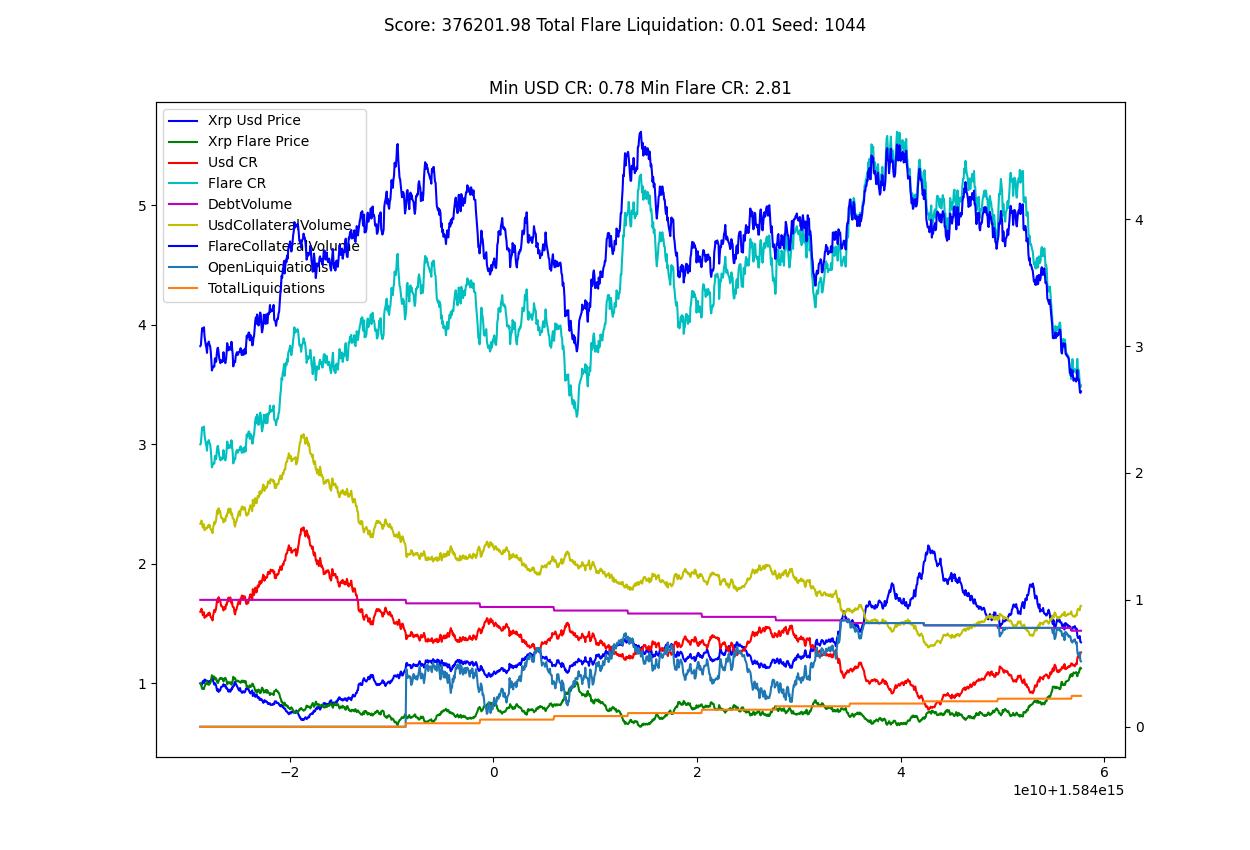 Score: 376201.98 Total Flare Liquidation: 0.01 Seed: 1044
Min USD CR: 0.78 Min Flare CR: 2.81
Xrp Usd Price
Xrp Flare Price
Usd CR
Flare CR
DebtVolume
UsdCollateralVolume
FlareCollateralVolume
OpenLiquidations
TotalLiquidations
5
4
3
2
1
4
3
2
1
0
−2
0
2
4
6
1e10+1.584e15